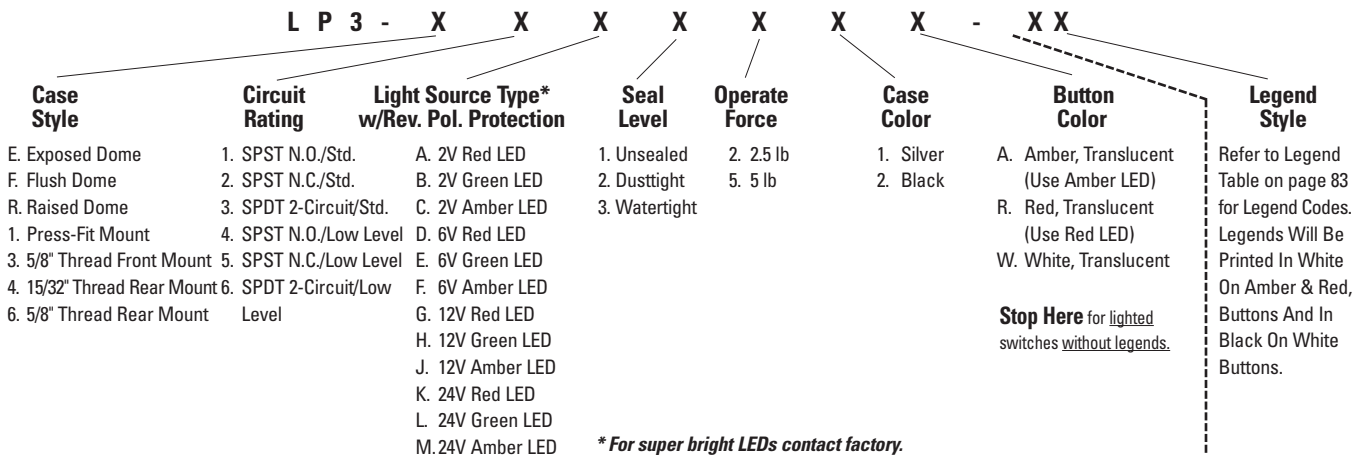 L P 3 - X X X X X X X - X X
Case Style
E. Exposed Dome
F. Flush Dome
R. Raised Dome
1. Press-Fit Mount
3. 5/8" Thread Front Mount
4. 15/32" Thread Rear Mount
6. 5/8" Thread Rear Mount
Circuit Rating
1. SPST N.O./Std.
2. SPST N.C./Std.
3. SPDT 2-Circuit/Std.
4. SPST N.O./Low Level
5. SPST N.C./Low Level
6. SPDT 2-Circuit/Low
Level
Light Source Type*
w/Rev. Pol. Protection
A. 2V Red LED
B. 2V Green LED
C. 2V Amber LED
D. 6V Red LED
E. 6V Green LED
F. 6V Amber LED
G. 12V Red LED
H. 12V Green LED
J. 12V Amber LED
K. 24V Red LED
L. 24V Green LED
M. 24V Amber LED
Seal
Level
1. Unsealed
2. Dusttight
3. Watertight
Operate
Force
2. 2.5 lb
5. 5 lb
Case
Color
1. Silver
2. Black
Button
Color
A. Amber, Translucent
(Use Amber LED)
R. Red, Translucent
(Use Red LED)
W. White, Translucent
Stop Here for lighted
switches without legends.
Legend
Style
Refer to Legend
Table on page 83
for Legend Codes.
Legends Will Be
Printed In White
On Amber & Red,
Buttons And In
Black On White
Buttons.
* For super bright LEDs contact factory.